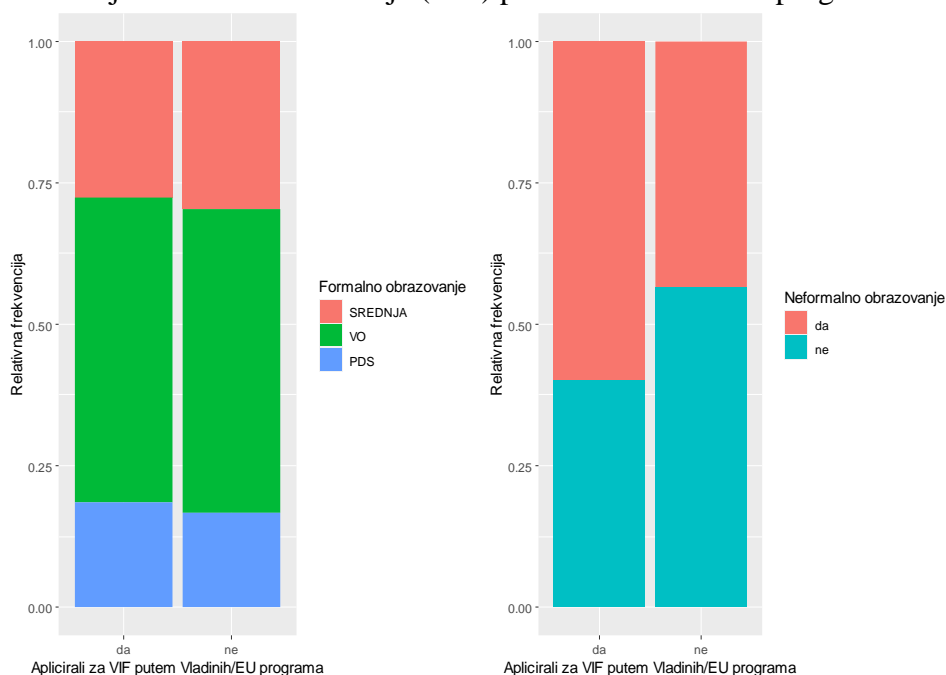 1.00
0.75
0.50
0.25
0.00
Relativna frekvencija
da
ne
Aplicirali za VIF putem Vladinih/EU programa
Formalno obrazovanje
SREDNJA
VO
PDS
1.00
0.75
0.50
0.25
0.00
Relativna frekvencija
da
ne
Aplicirali za VIF putem Vladinih/EU programa
Neformalno obrazovanje
da
ne